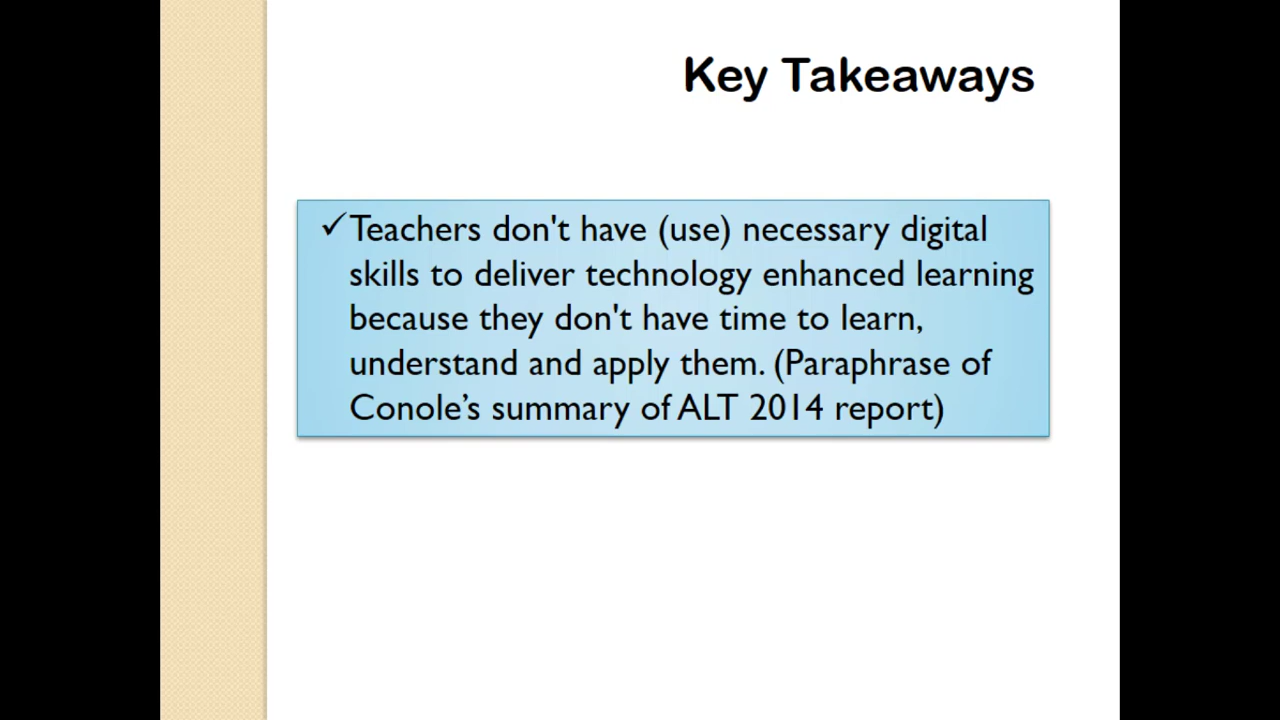 Key Takeaways
✓Teachers don't have (use) necessary digital
skills to deliver technology enhanced learning
because they don't have time to learn,
understand and apply them. (Paraphrase of
Conole’s summary of ALT 2014 report)